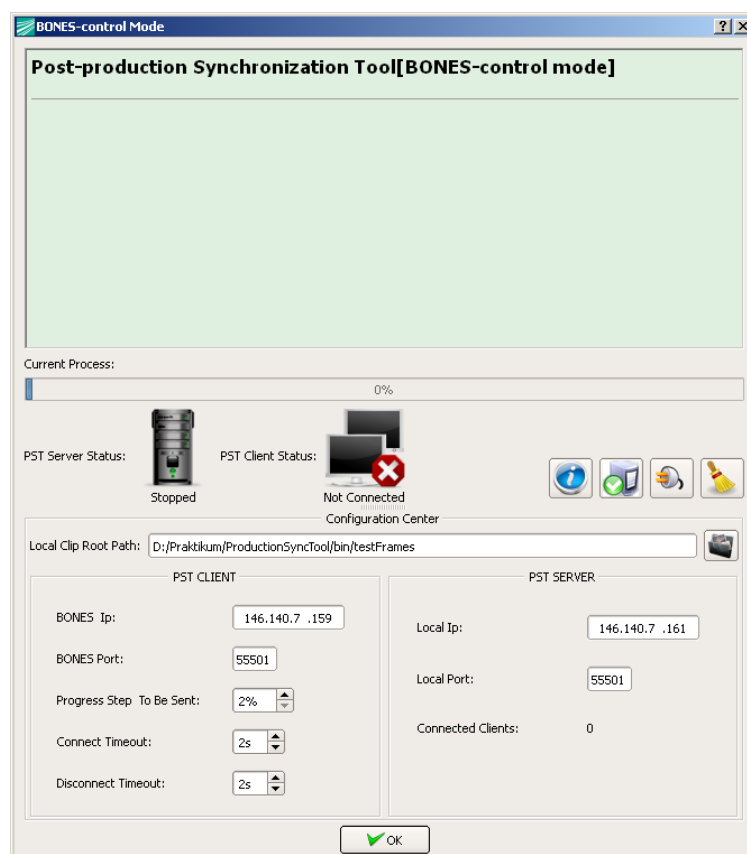 BONES-control Mode
Post-production Synchronization Tool[BONES-control mode]
Current Process:
0%
PST Server Status:
Stopped
PST Client Status:
Not Connected
Configuration Center
Local Clip Root Path: D:/Praktikum/ProductionSyncTool/bin/testFrames
PST CLIENT
BONES Ip: 146.140.7 .159
BONES Port: 55501
Progress Step To Be Sent: 2%
Connect Timeout: 2s
Disconnect Timeout: 2s
PST SERVER
Local Ip: 146.140.7 .161
Local Port: 55501
Connected Clients: 0
OK